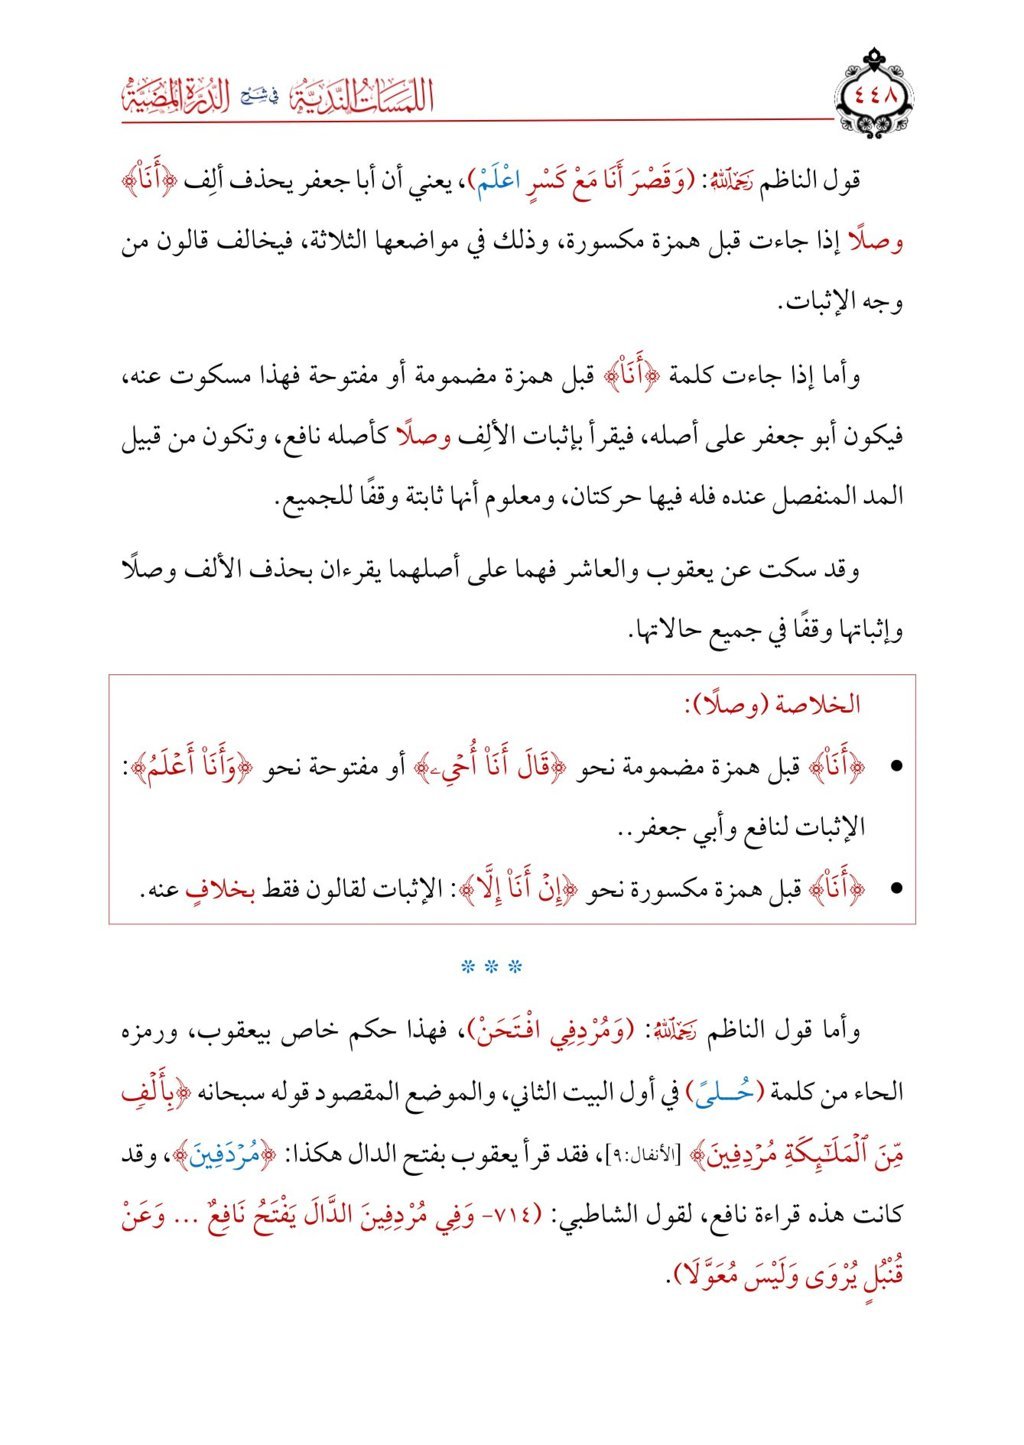 ٤٤٨
اللمسات الندية في شرح الدرة المضية
قول الناظم رَحِمَهُ ٱللَّهُ: (وَقَصْرَ أَنَا مَعْ كَسْرٍ اعْلَمْ)، يعني أن أبا جعفر يحذف ألِف ﴿أَنَا۠﴾
وصلًا إذا جاءت قبل همزة مكسورة، وذلك في مواضعها الثلاثة، فيخالف قالون من
وجه الإثبات.
وأما إذا جاءت كلمة ﴿أَنَا۠﴾ قبل همزة مضمومة أو مفتوحة فهذا مسكوت عنه،
فيكون أبو جعفر على أصله، فيقرأ بإثبات الألِف وصلًا كأصله نافع، وتكون من قبيل
المد المنفصل عنده فله فيها حركتان، ومعلوم أنها ثابتة وقفًا للجميع.
وقد سكت عن يعقوب والعاشر فهما على أصلهما يقرءان بحذف الألف وصلًا
وإثباتها وقفًا في جميع حالاتها.
الخلاصة (وصلًا):
● ﴿أَنَا۠﴾ قبل همزة مضمومة نحو ﴿قَالَ أَنَا۠ أُحْيِۦ﴾ أو مفتوحة نحو ﴿وَأَنَا۠ أَعْلَمُ﴾:
الإثبات لنافع وأبي جعفر..
● ﴿أَنَا۠﴾ قبل همزة مكسورة نحو ﴿إِنْ أَنَا۠ إِلَّا﴾: الإثبات لقالون فقط بخلافٍ عنه.
* * *
وأما قول الناظم رَحِمَهُ ٱللَّهُ: (وَمُرْدِفِي افْتَحَنْ)، فهذا حكم خاص بيعقوب، ورمزه
الحاء من كلمة (حُــلىً) في أول البيت الثاني، والموضع المقصود قوله سبحانه ﴿بِأَلْفٍ
مِّنَ ٱلْمَلَٰٓئِكَةِ مُرْدِفِينَ﴾ [الأنفال:٩]، فقد قرأ يعقوب بفتح الدال هكذا: ﴿مُرْدَفِينَ﴾، وقد
كانت هذه قراءة نافع، لقول الشاطبي: (٧١٤- وَفِي مُرْدِفِينَ الدَّالَ يَفْتَحُ نَافِعٌ ... وَعَنْ
قُنْبُلٍ يُرْوَى وَلَيْسَ مُعَوَّلَا).